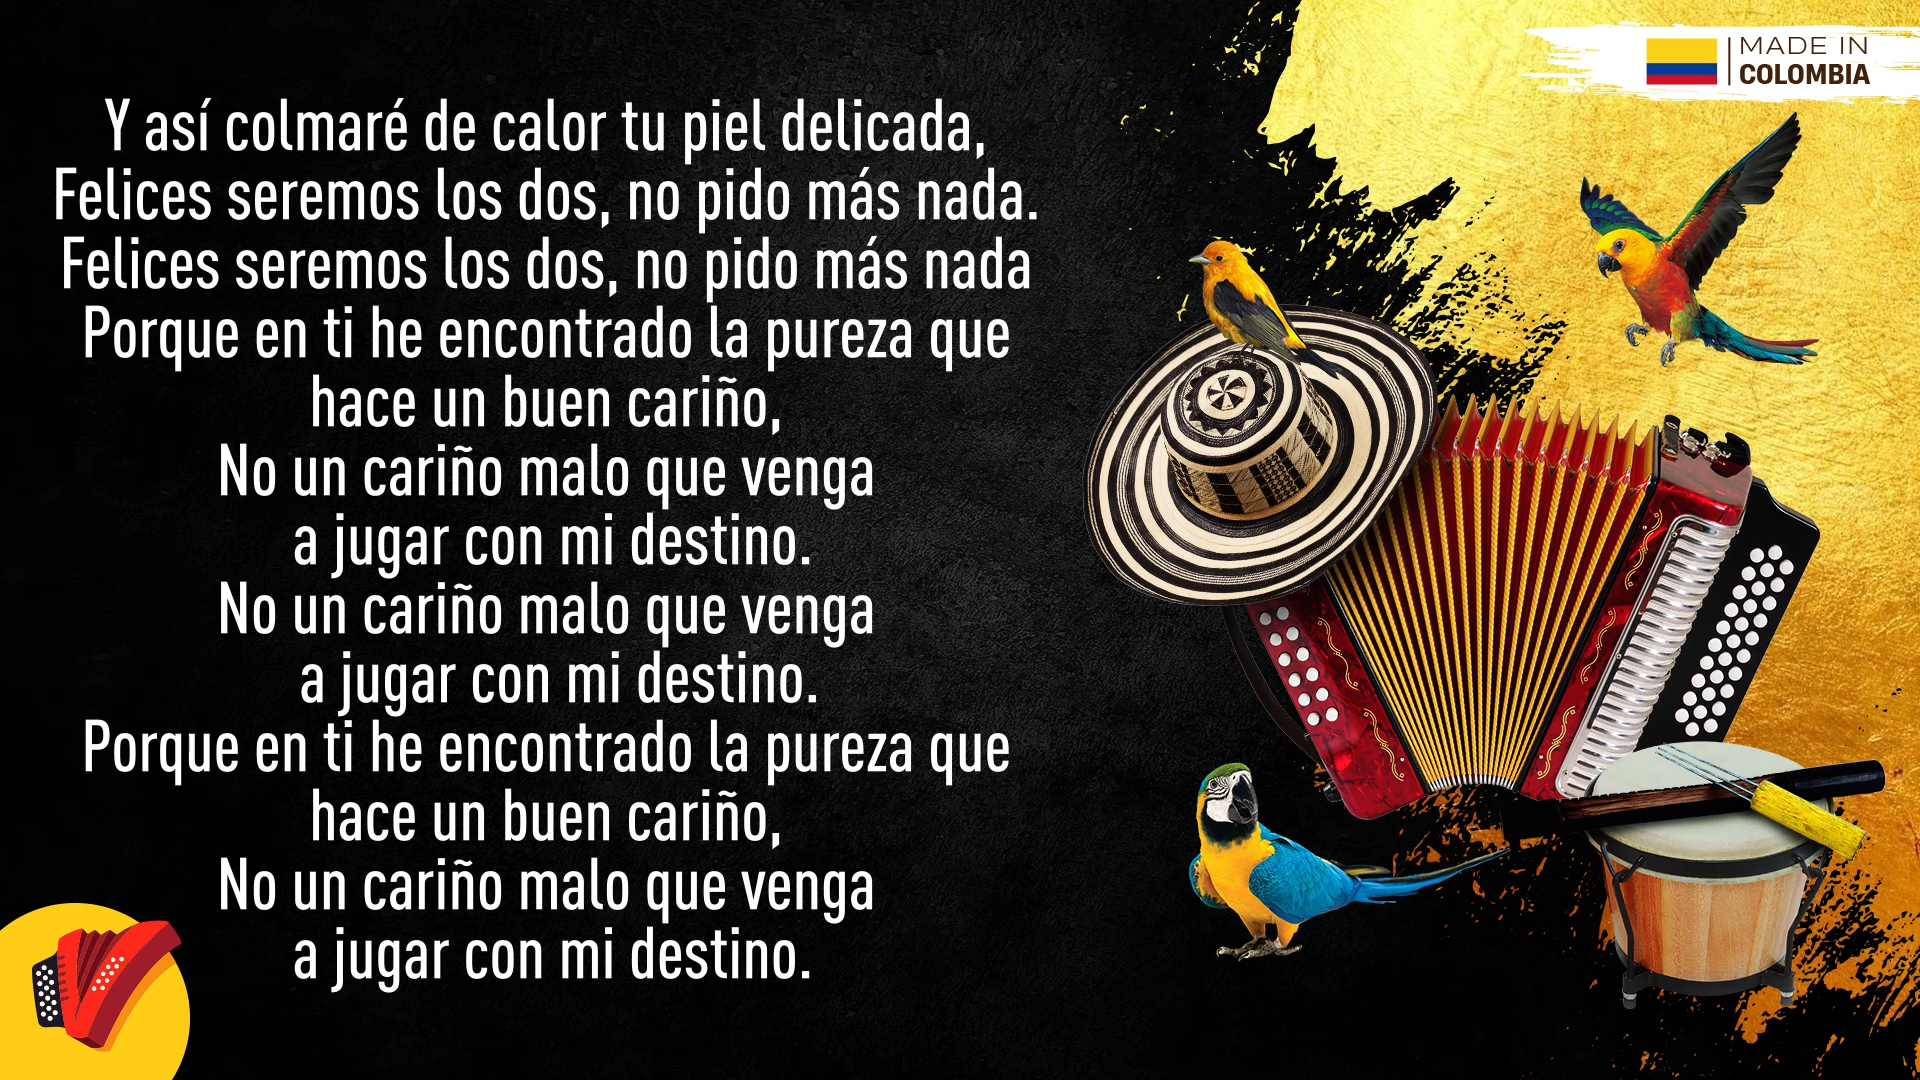 MADE IN
COLOMBIA
Y así colmaré de calor tu piel delicada,
Felices seremos los dos, no pido más nada.
Felices seremos los dos, no pido más nada
Porque en ti he encontrado la pureza que
hace un buen cariño,
No un cariño malo que venga
a jugar con mi destino.
No un cariño malo que venga
a jugar con mi destino.
Porque en ti he encontrado la pureza que
hace un buen cariño,
No un cariño malo que venga
a jugar con mi destino.